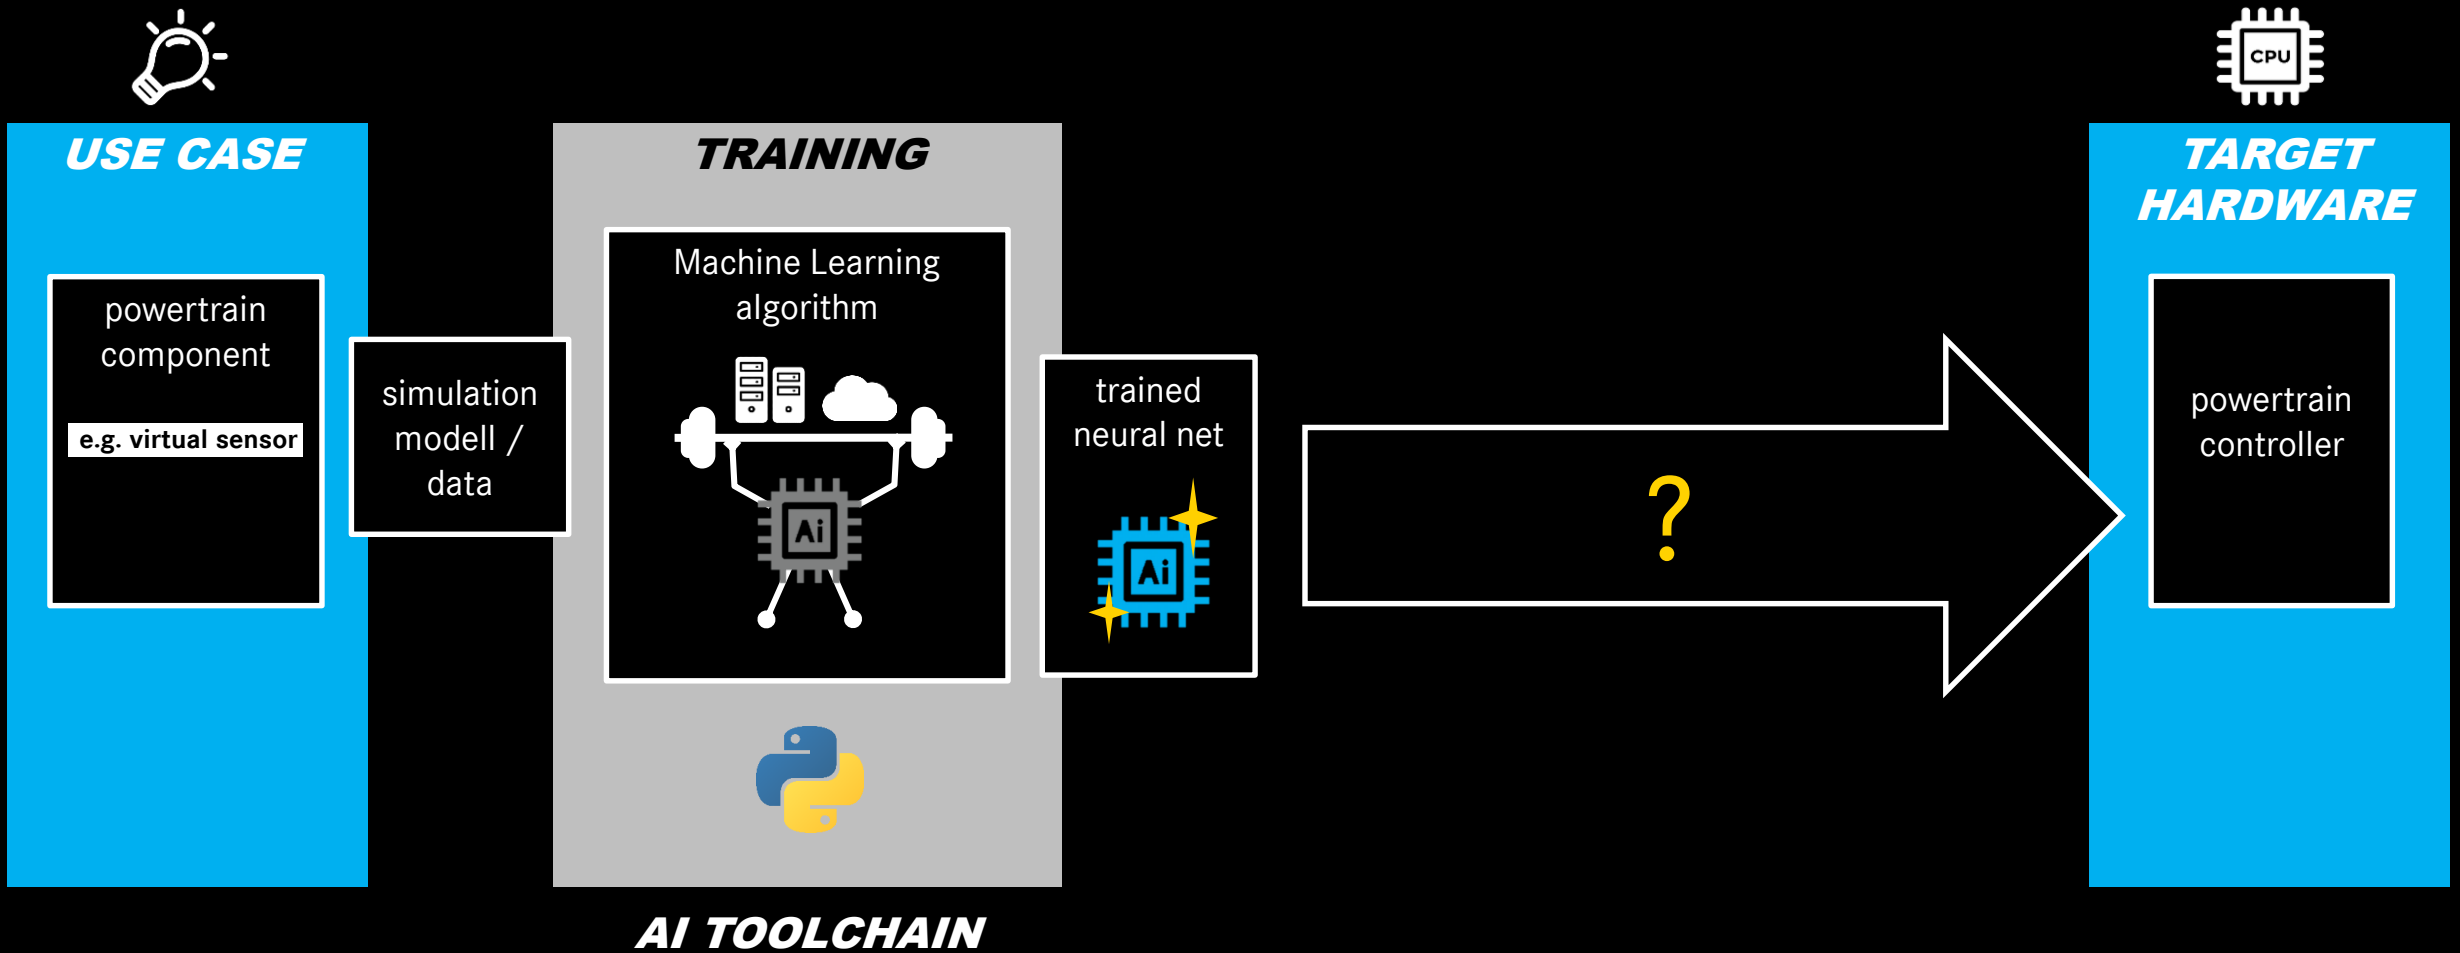 CPU
USE CASE
powertrain
component
e.g. virtual sensor
simulation
modell /
data
TRAINING
Machine Learning
algorithm
Ai
trained
neural net
Ai
?
TARGET
HARDWARE
powertrain
controller
AI TOOLCHAIN